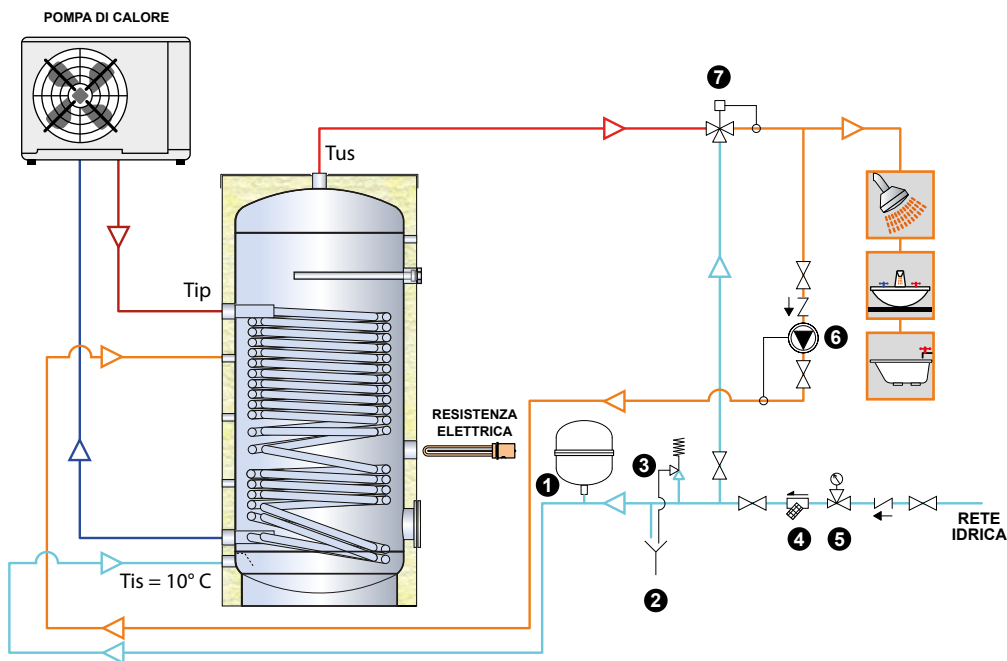 POMPA DI CALORE
7
Tus
Tip
6
RESISTENZA
ELETTRICA
3
1
4
5
RETE
IDRICA
Tis = 10° C
2